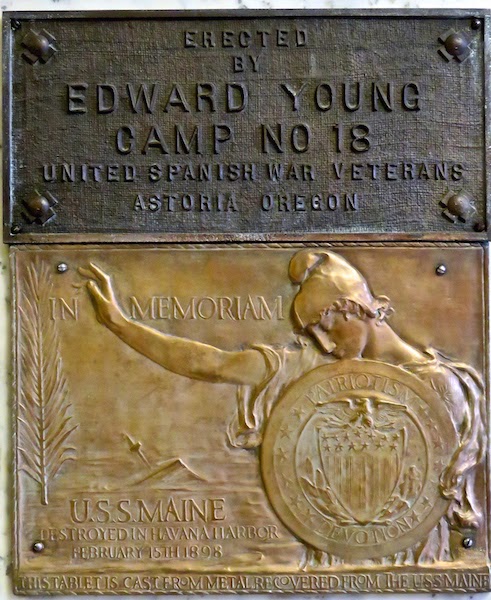 ERECTED
BY
EDWARD YOUNG
CAMP NO 18
UNITED SPANISH WAR VETERANS
ASTORIA OREGON
IN MEMORIAM
PATRIOTISM
DEVOTION
U.S.S. MAINE
DESTROYED IN HAVANA HARBOR
FEBRUARY 15TH 1898
THIS TABLET IS CAST FROM METAL RECOVERED FROM THE U.S.S. MAINE